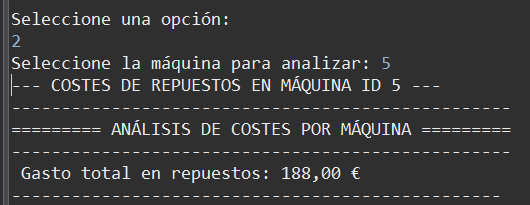 Seleccione una opción:
2
Seleccione la máquina para analizar: 5
--- COSTES DE REPUESTOS EN MÁQUINA ID 5 ---
--------------------------------------------------
========= ANÁLISIS DE COSTES POR MÁQUINA =========
--------------------------------------------------
Gasto total en repuestos: 188,00 €
-------------------------------------------------